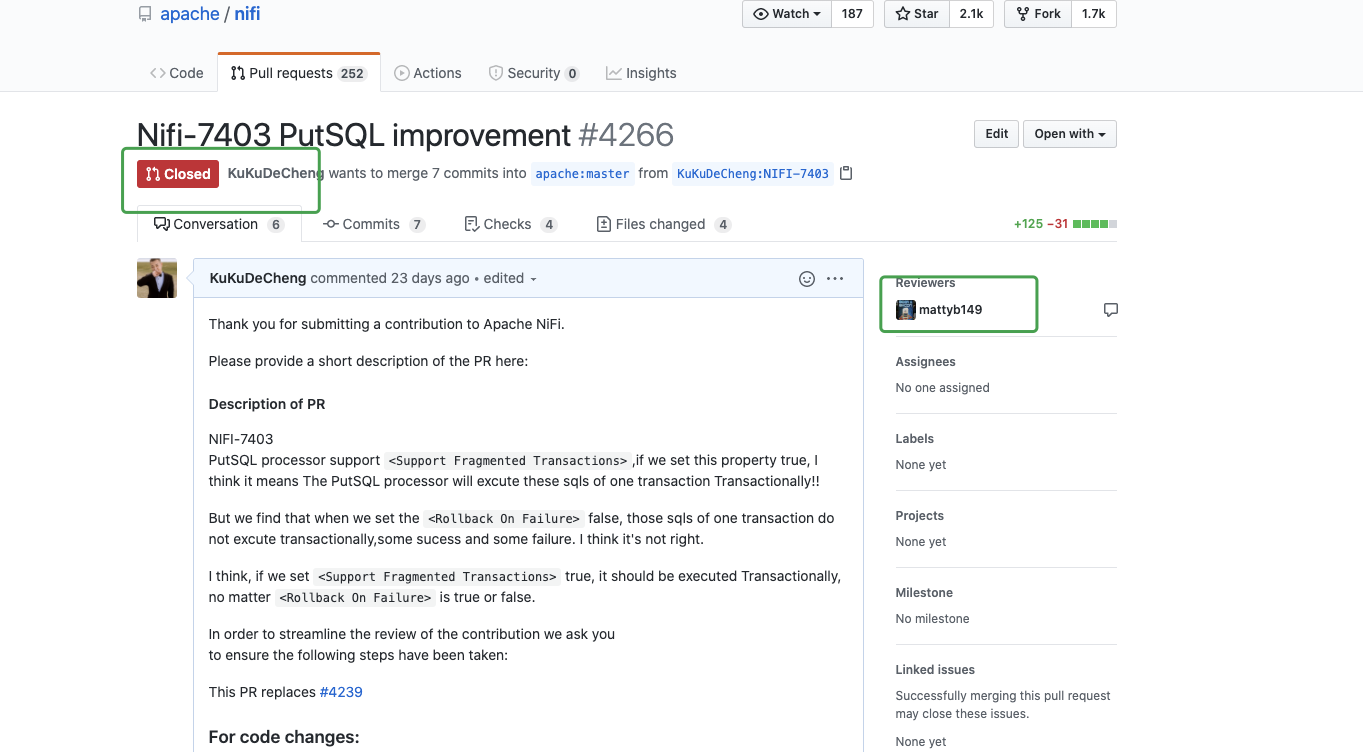 apache / nifi
Watch 187 Star 2.1k Fork 1.7k
Code Pull requests 252 Actions Security 0 Insights
Nifi-7403 PutSQL improvement #4266
Edit Open with
Closed KuKuDeCheng wants to merge 7 commits into apache:master from KuKuDeCheng:NIFI-7403
Conversation 6 Commits 7 Checks 4 Files changed 4 +125 −31
KuKuDeCheng commented 23 days ago • edited
Thank you for submitting a contribution to Apache NiFi.
Please provide a short description of the PR here:
Description of PR
NIFI-7403
PutSQL processor support <Support Fragmented Transactions> ,if we set this property true, I
think it means The PutSQL processor will excute these sqls of one transaction Transactionally!!
But we find that when we set the <Rollback On Failure> false, those sqls of one transaction do
not excute transactionally,some sucess and some failure. I think it's not right.
I think, if we set <Support Fragmented Transactions> true, it should be executed Transactionally,
no matter <Rollback On Failure> is true or false.
In order to streamline the review of the contribution we ask you
to ensure the following steps have been taken:
This PR replaces #4239
For code changes:
Reviewers
mattyb149
Assignees
No one assigned
Labels
None yet
Projects
None yet
Milestone
No milestone
Linked issues
Successfully merging this pull request
may close these issues.
None yet